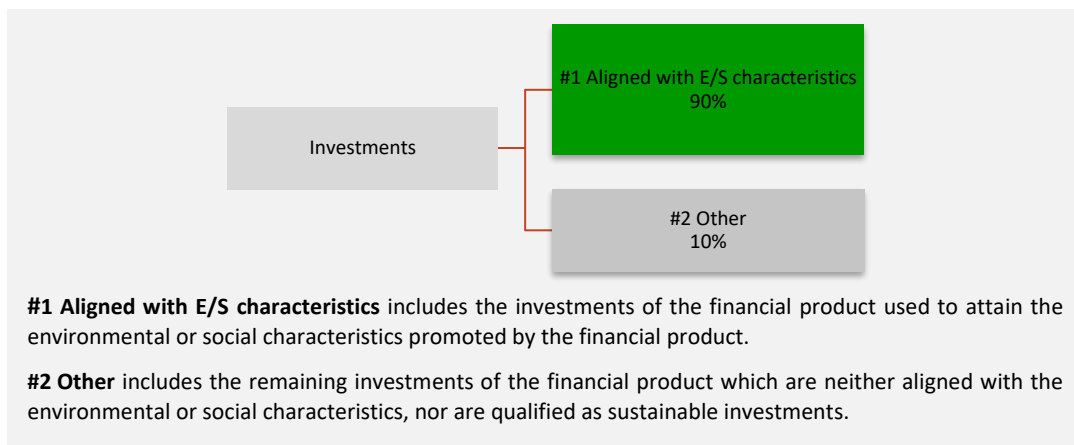 #1 Aligned with E/S characteristics
90%
Investments
#2 Other
10%
#1 Aligned with E/S characteristics includes the investments of the financial product used to attain the
environmental or social characteristics promoted by the financial product.
#2 Other includes the remaining investments of the financial product which are neither aligned with the
environmental or social characteristics, nor are qualified as sustainable investments.